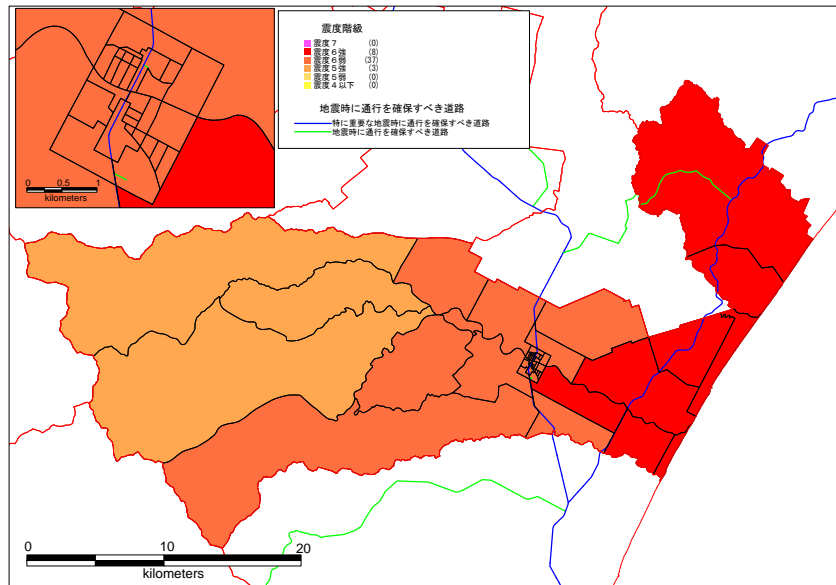 震度階級
震度７ (0)
震度６強 (8)
震度６弱 (37)
震度５強 (3)
震度５弱 (0)
震度４以下 (0)
地震時に通行を確保すべき道路
特に重要な地震時に通行を確保すべき道路
地震時に通行を確保すべき道路
0 0.5 1
kilometers
0 10 20
kilometers